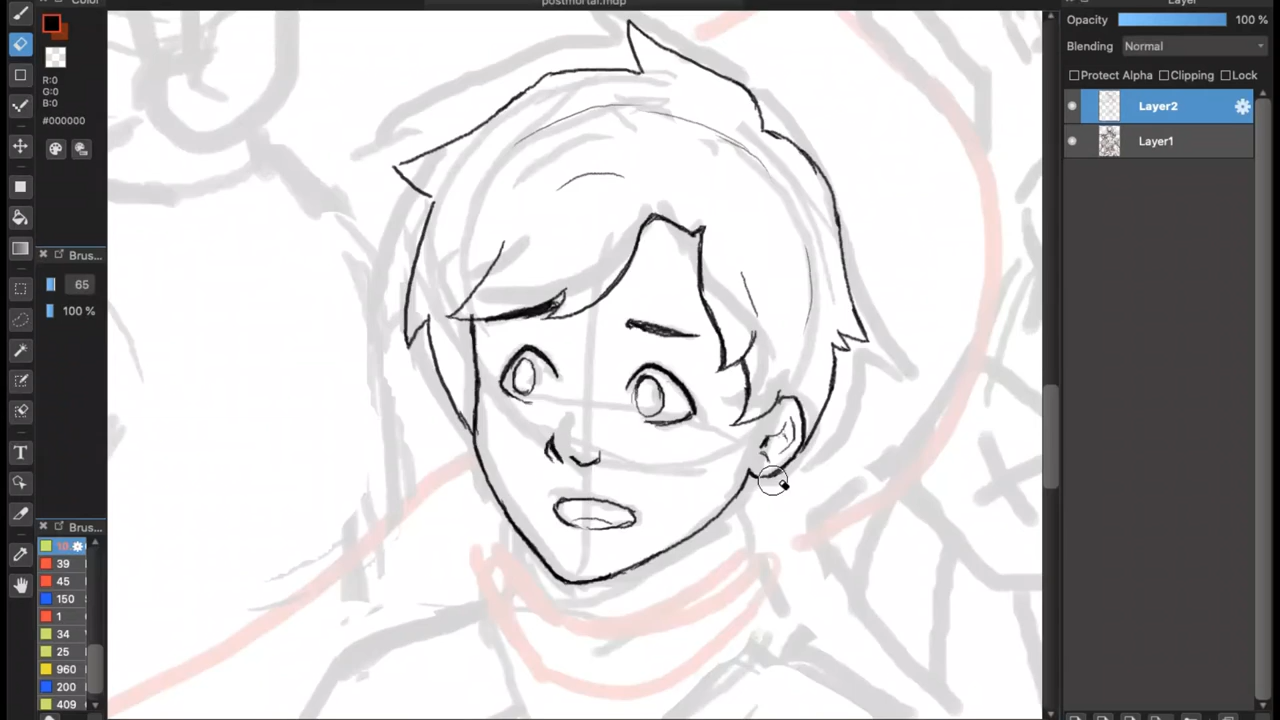 Color
postmortal.mdp
Layer
Opacity 100 %
Blending Normal
Protect Alpha Clipping Lock
Layer2
Layer1
R:0
G:0
B:0
#000000
Brus...
65
100 %
Brus...
10
39
45
150
1
34
25
960
200
409
T